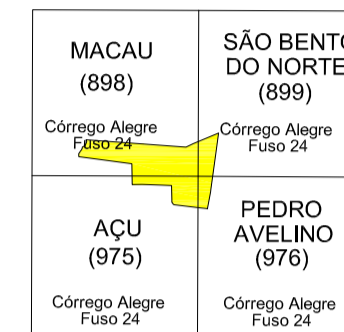 MACAU
(898)
Córrego Alegre
Fuso 24
SÃO BENTO
DO NORTE
(899)
Córrego Alegre
Fuso 24
AÇU
(975)
Córrego Alegre
Fuso 24
PEDRO
AVELINO
(976)
Córrego Alegre
Fuso 24